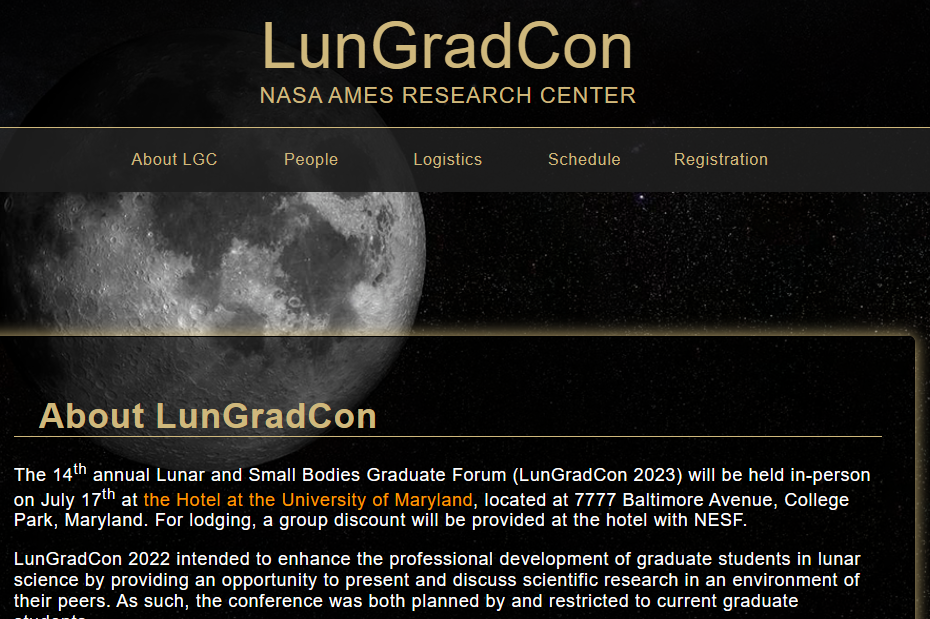 LunGradCon
NASA AMES RESEARCH CENTER
About LGC People Logistics Schedule Registration
About LunGradCon
The 14th annual Lunar and Small Bodies Graduate Forum (LunGradCon 2023) will be held in-person
on July 17th at the Hotel at the University of Maryland, located at 7777 Baltimore Avenue, College
Park, Maryland. For lodging, a group discount will be provided at the hotel with NESF.
LunGradCon 2022 intended to enhance the professional development of graduate students in lunar
science by providing an opportunity to present and discuss scientific research in an environment of
their peers. As such, the conference was both planned by and restricted to current graduate